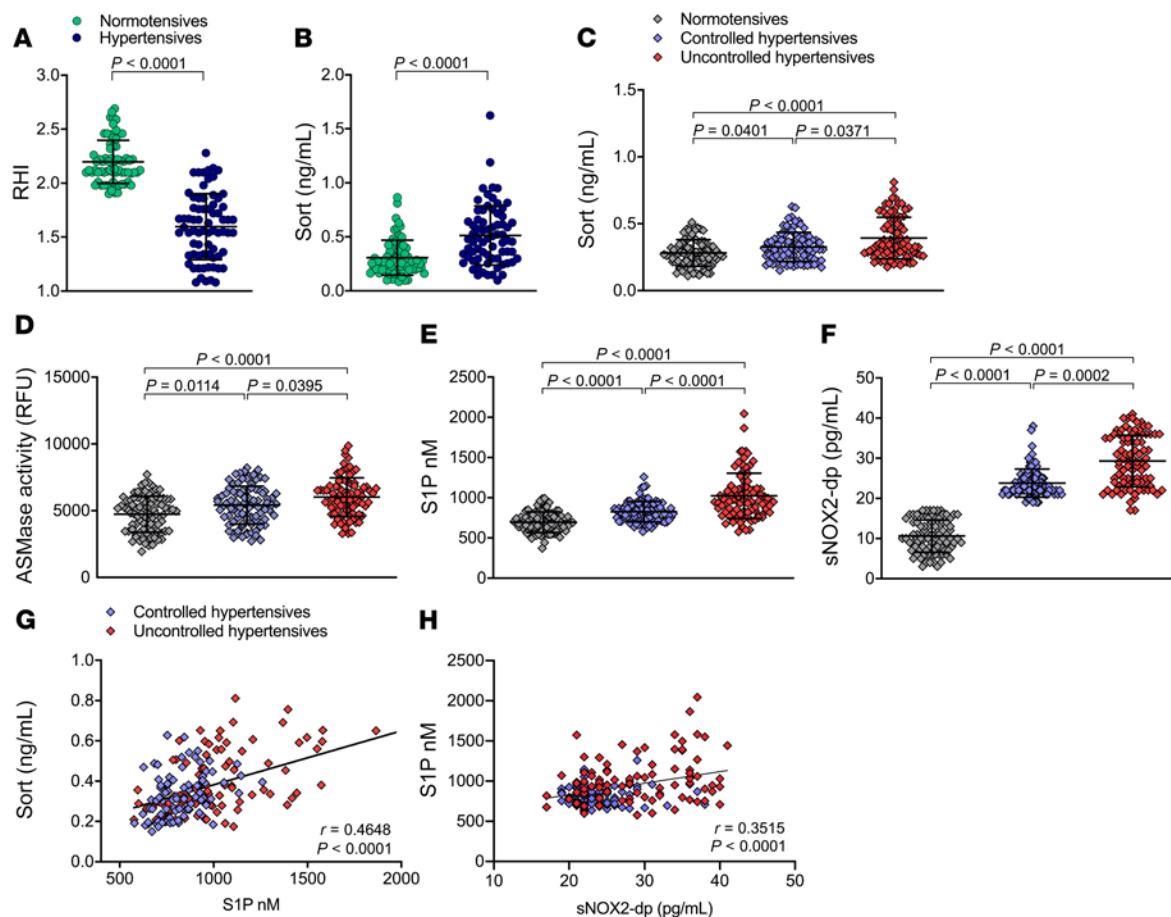 A
Normotensives
Hypertensives
P < 0.0001
RHI
3.0
2.5
2.0
1.5
1.0
B
P < 0.0001
Sort (ng/mL)
2.0
1.5
1.0
0.5
0.0
C
Normotensives
Controlled hypertensives
Uncontrolled hypertensives
P < 0.0001
P = 0.0401
P = 0.0371
Sort (ng/mL)
1.5
1.0
0.5
0.0
D
P < 0.0001
P = 0.0114
P = 0.0395
ASMase activity (RFU)
15000
10000
5000
0
E
P < 0.0001
P < 0.0001
P < 0.0001
S1P nM
2500
2000
1500
1000
500
0
F
P < 0.0001
P < 0.0001
P = 0.0002
sNOX2-dp (pg/mL)
50
40
30
20
10
0
G
Controlled hypertensives
Uncontrolled hypertensives
Sort (ng/mL)
1.0
0.8
0.6
0.4
0.2
0.0
r = 0.4648
P < 0.0001
500
1000
1500
2000
S1P nM
H
S1P nM
2500
2000
1500
1000
500
0
r = 0.3515
P < 0.0001
10
20
30
40
50
sNOX2-dp (pg/mL)